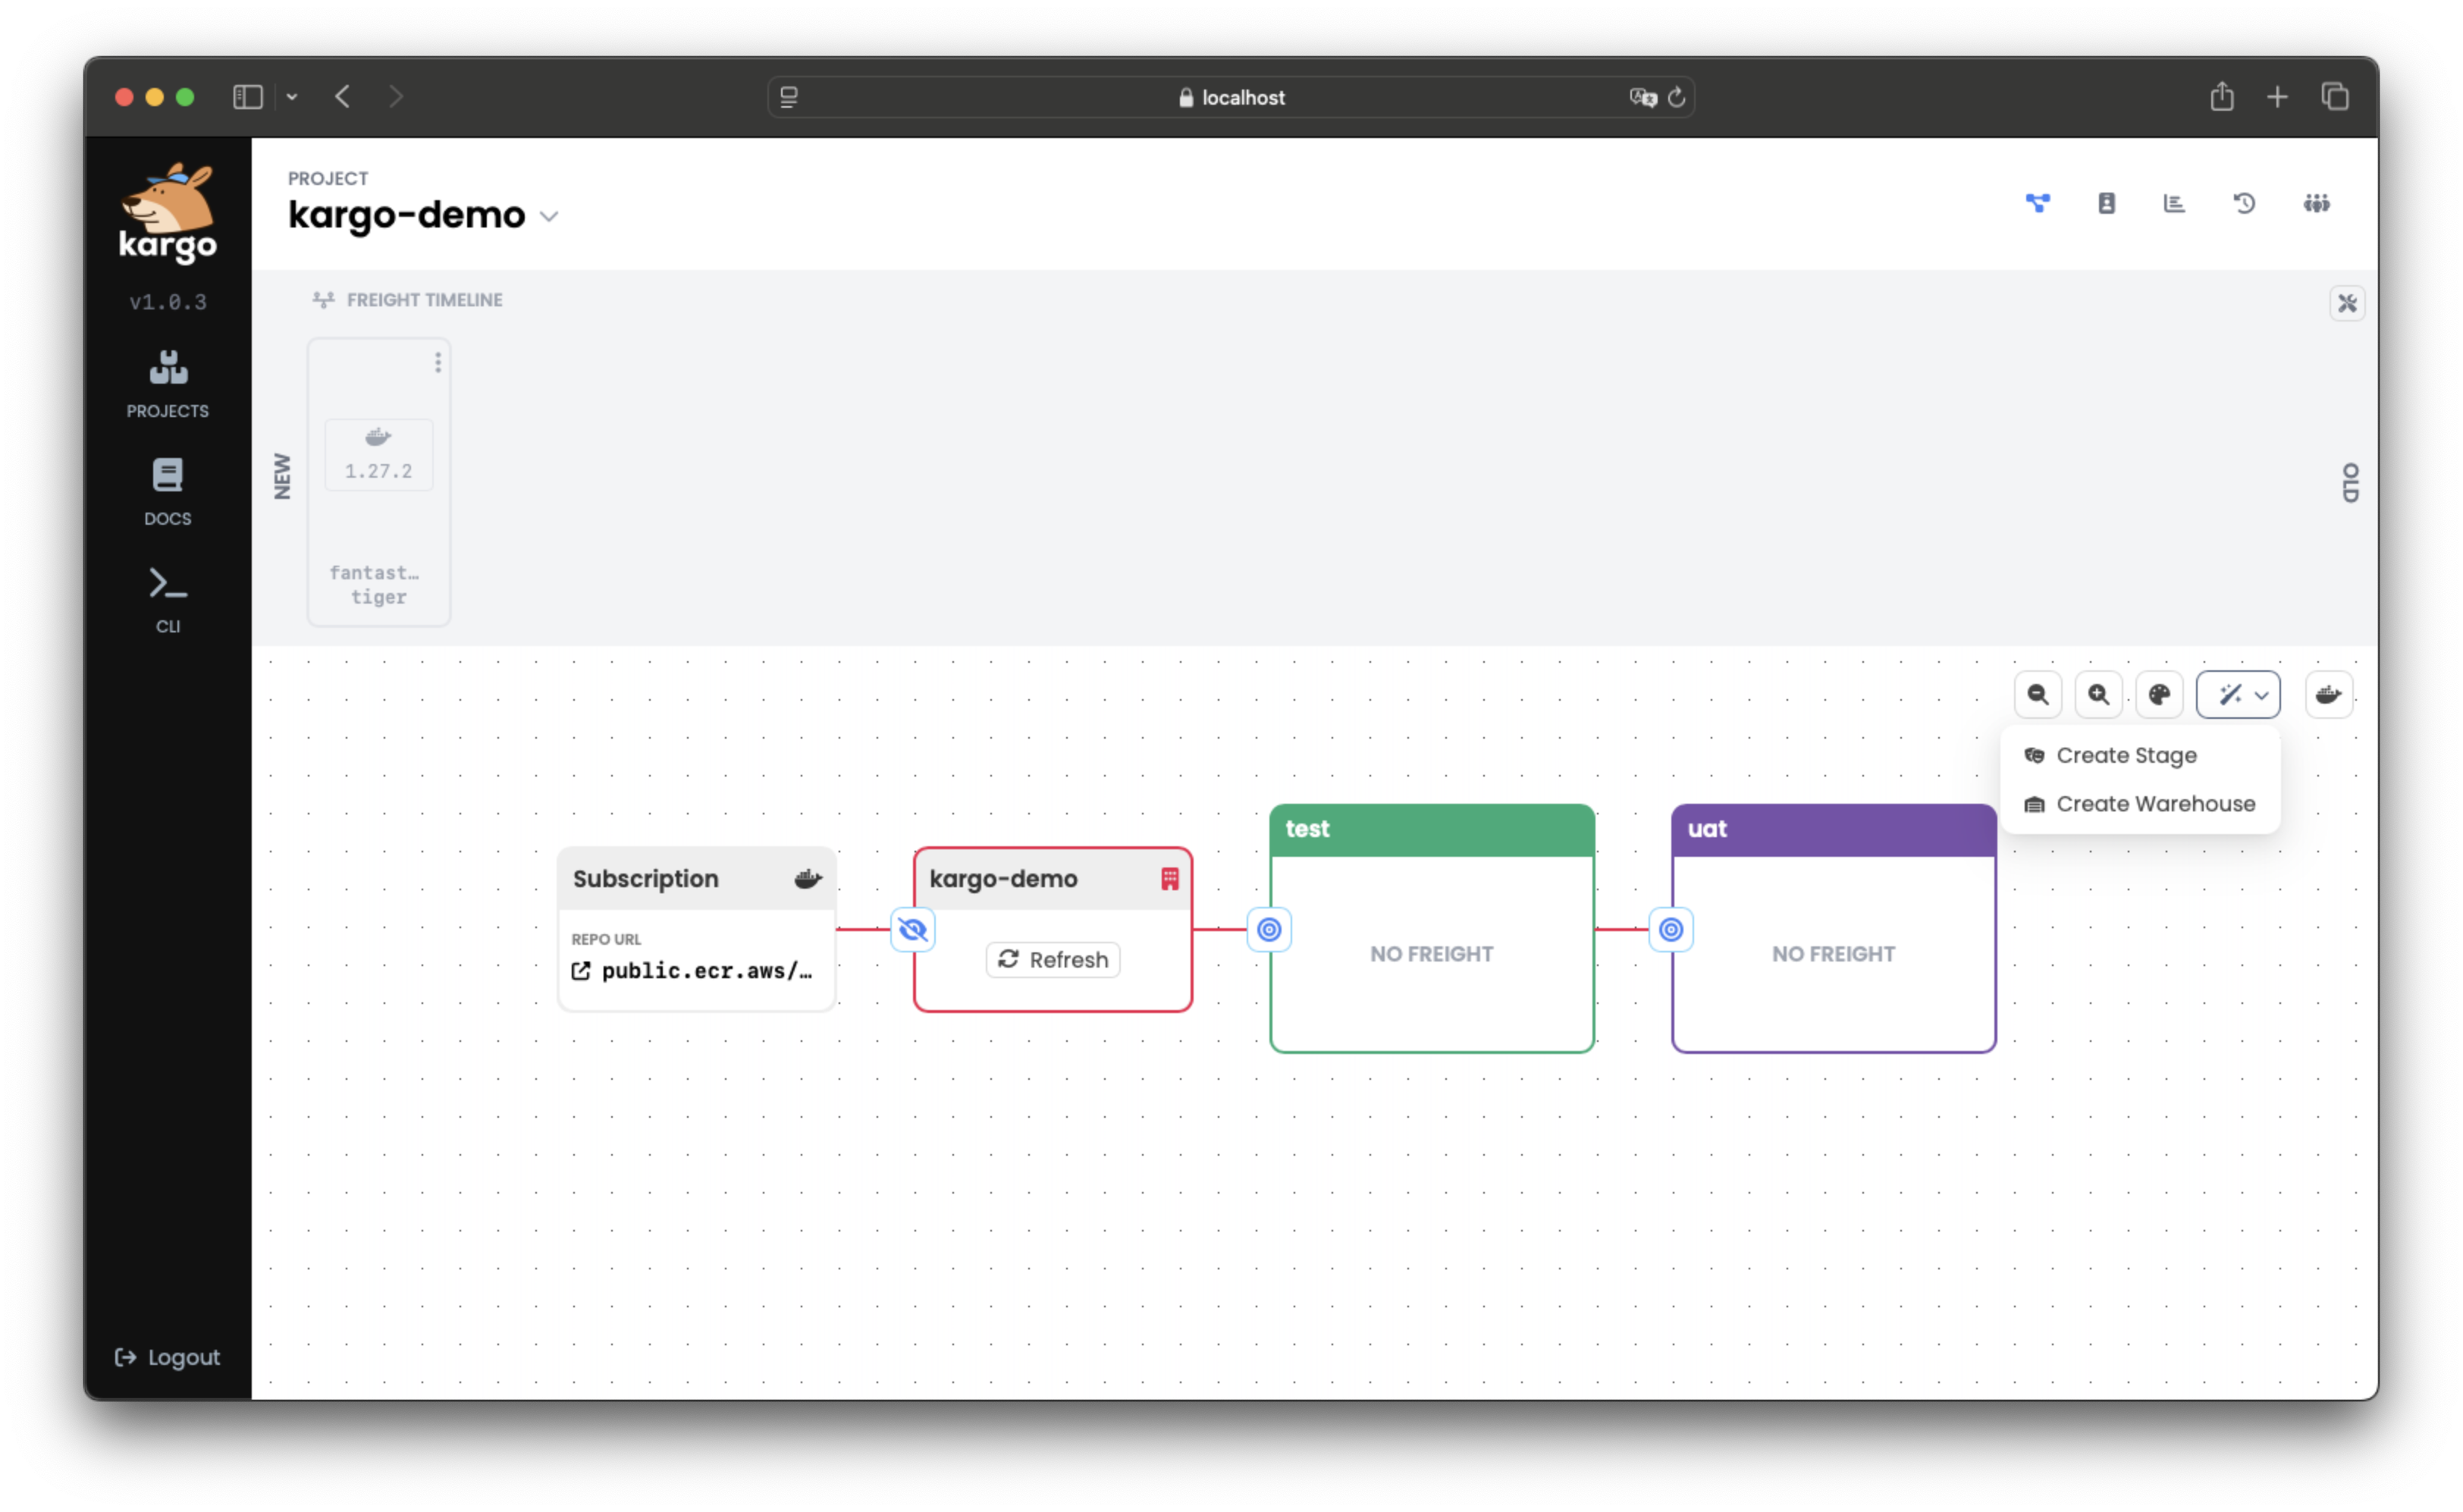 localhost
kargo
v1.0.3
PROJECTS
DOCS
CLI
Logout
PROJECT
kargo-demo
FREIGHT TIMELINE
NEW
1.27.2
fantast…
tiger
OLD
Create Stage
Create Warehouse
Subscription
REPO URL
public.ecr.aws/…
kargo-demo
Refresh
test
NO FREIGHT
uat
NO FREIGHT